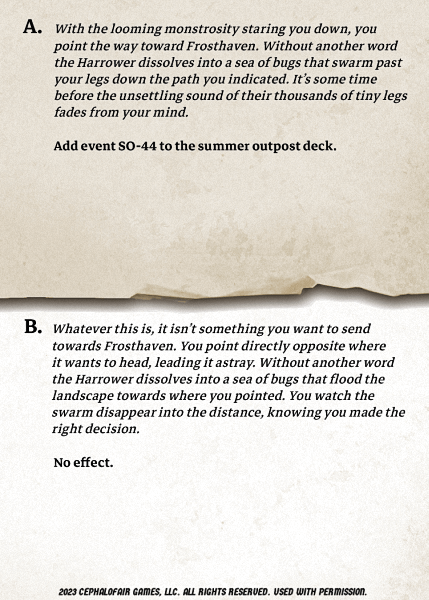 A. With the looming monstrosity staring you down, you
point the way toward Frosthaven. Without another word
the Harrower dissolves into a sea of bugs that swarm past
your legs down the path you indicated. It's some time
before the unsettling sound of their thousands of tiny legs
fades from your mind.
Add event SO-44 to the summer outpost deck.
B. Whatever this is, it isn't something you want to send
towards Frosthaven. You point directly opposite where
it wants to head, leading it astray. Without another word
the Harrower dissolves into a sea of bugs that flood the
landscape towards where you pointed. You watch the
swarm disappear into the distance, knowing you made the
right decision.
No effect.
2023 CEPHALOFAIR GAMES, LLC. ALL RIGHTS RESERVED. USED WITH PERMISSION.